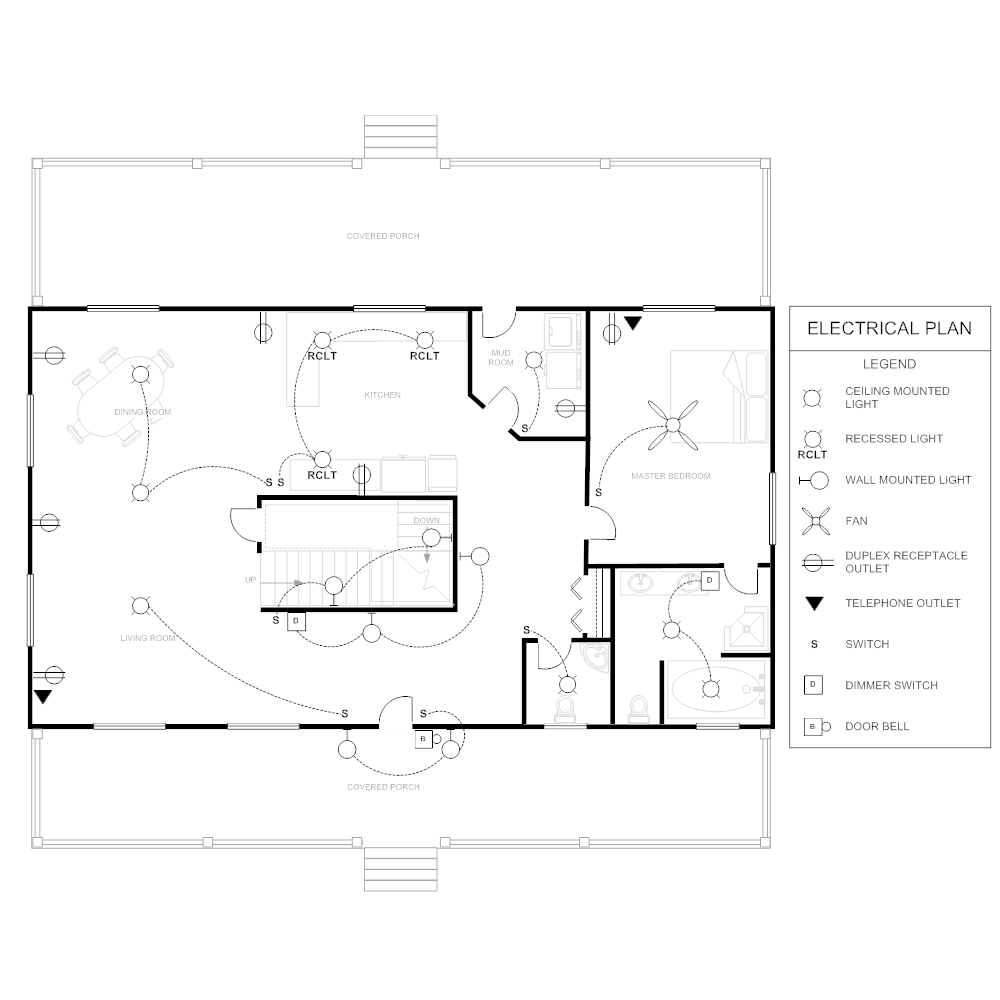 COVERED PORCH
ELECTRICAL PLAN
LEGEND
CEILING MOUNTED
LIGHT
RECESSED LIGHT
RCLT
WALL MOUNTED LIGHT
FAN
DUPLEX RECEPTACLE
OUTLET
TELEPHONE OUTLET
S
SWITCH
D
DIMMER SWITCH
B
DOOR BELL
RCLT
RCLT
MUD
ROOM
KITCHEN
DINING ROOM
S
RCLT
S
S
MASTER BEDROOM
S
DOWN
UP
D
S
D
S
LIVING ROOM
S
S
B
COVERED PORCH